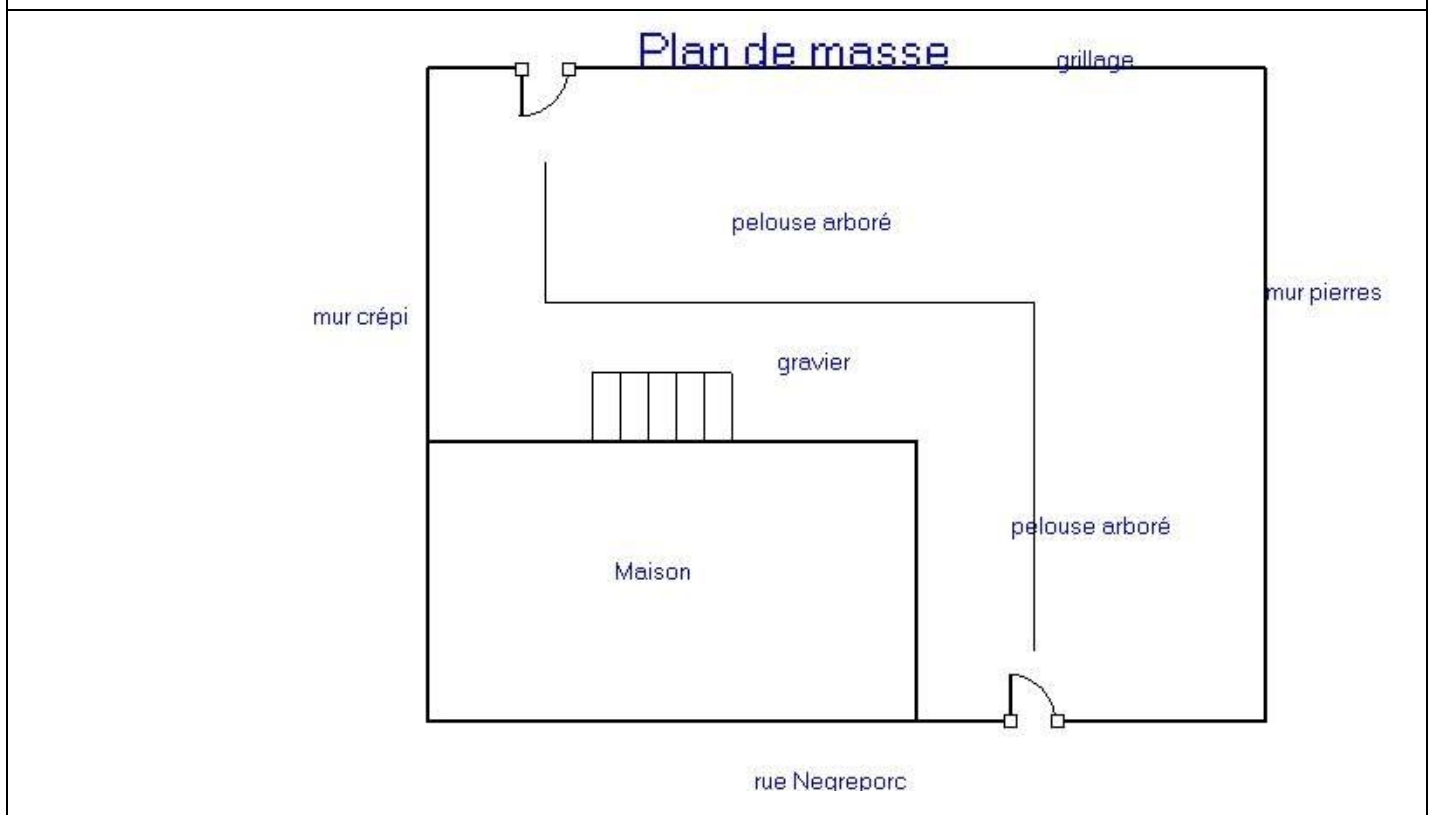 Plan de masse
grillage
pelouse arboré
mur pierres
mur crépi
gravier
pelouse arboré
Maison
rue Negreporc